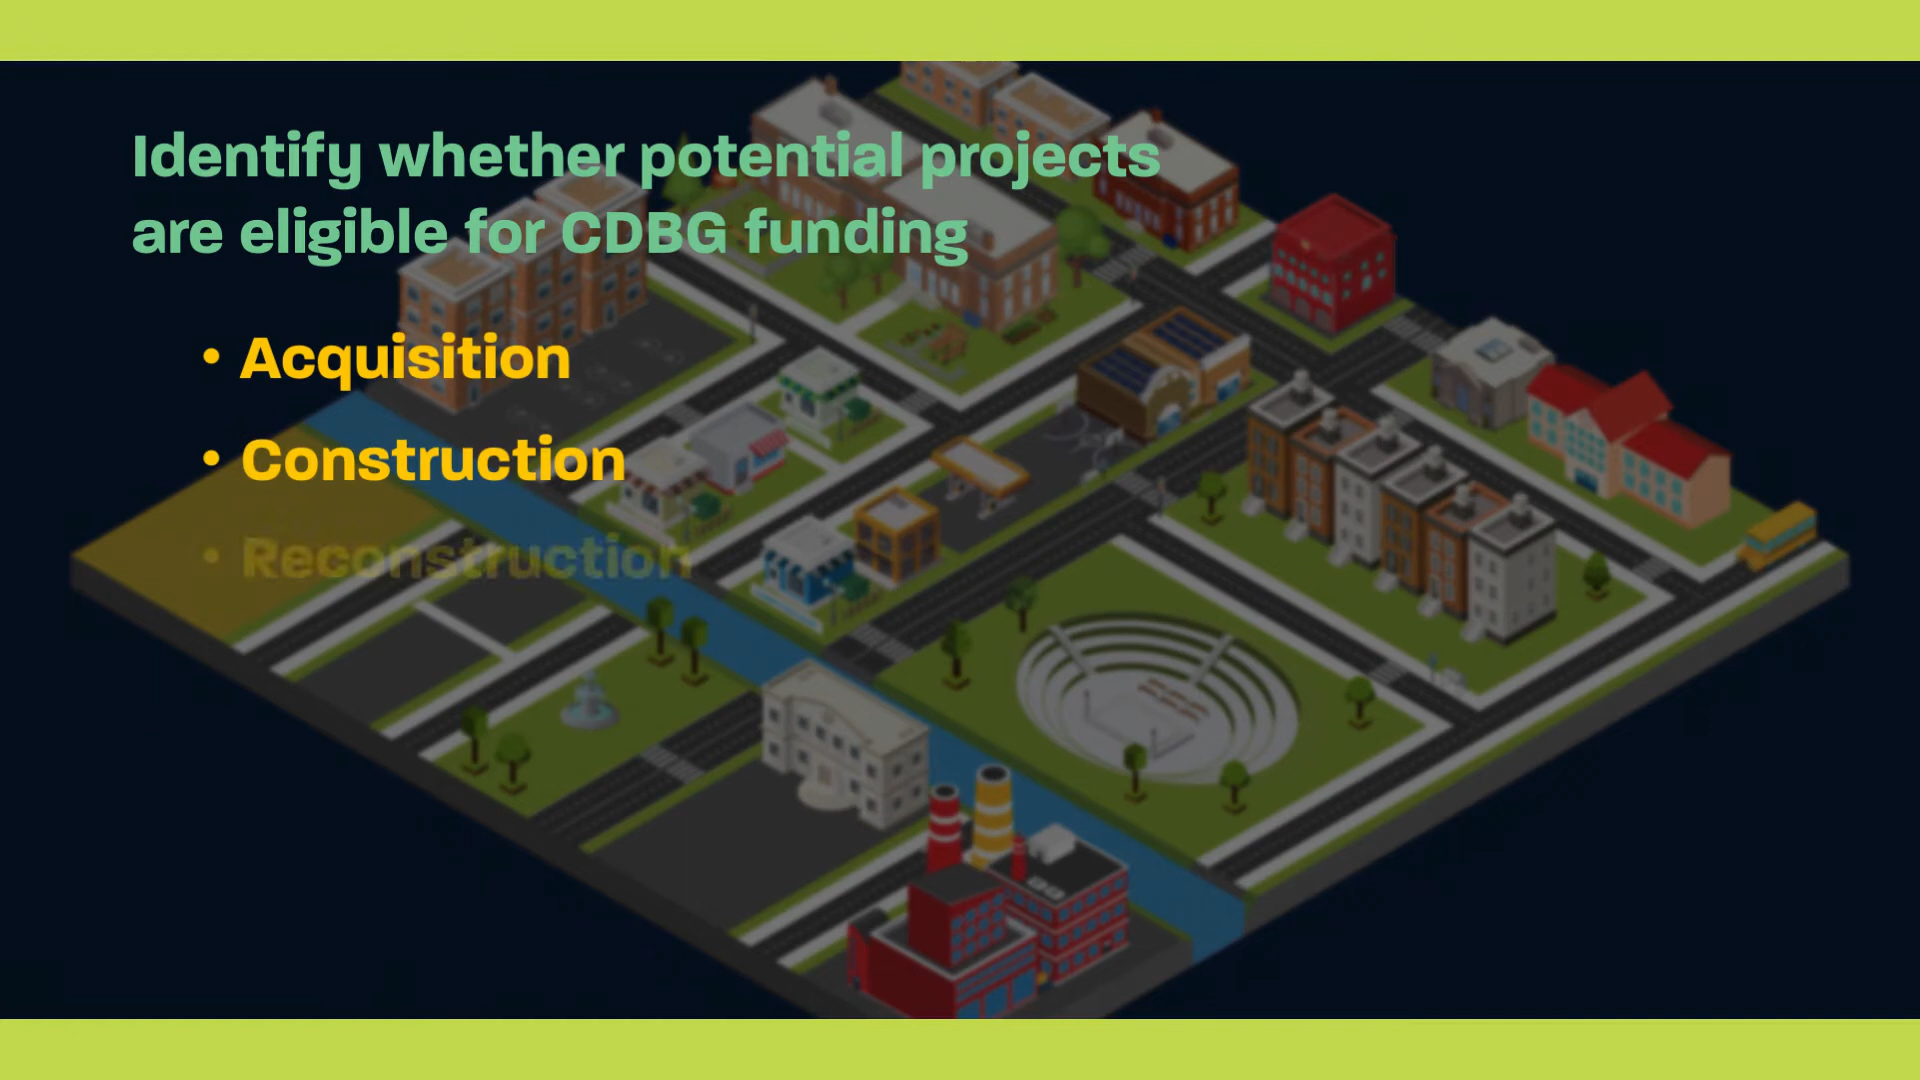 Identify whether potential projects
are eligible for CDBG funding
• Acquisition
• Construction
• Reconstruction